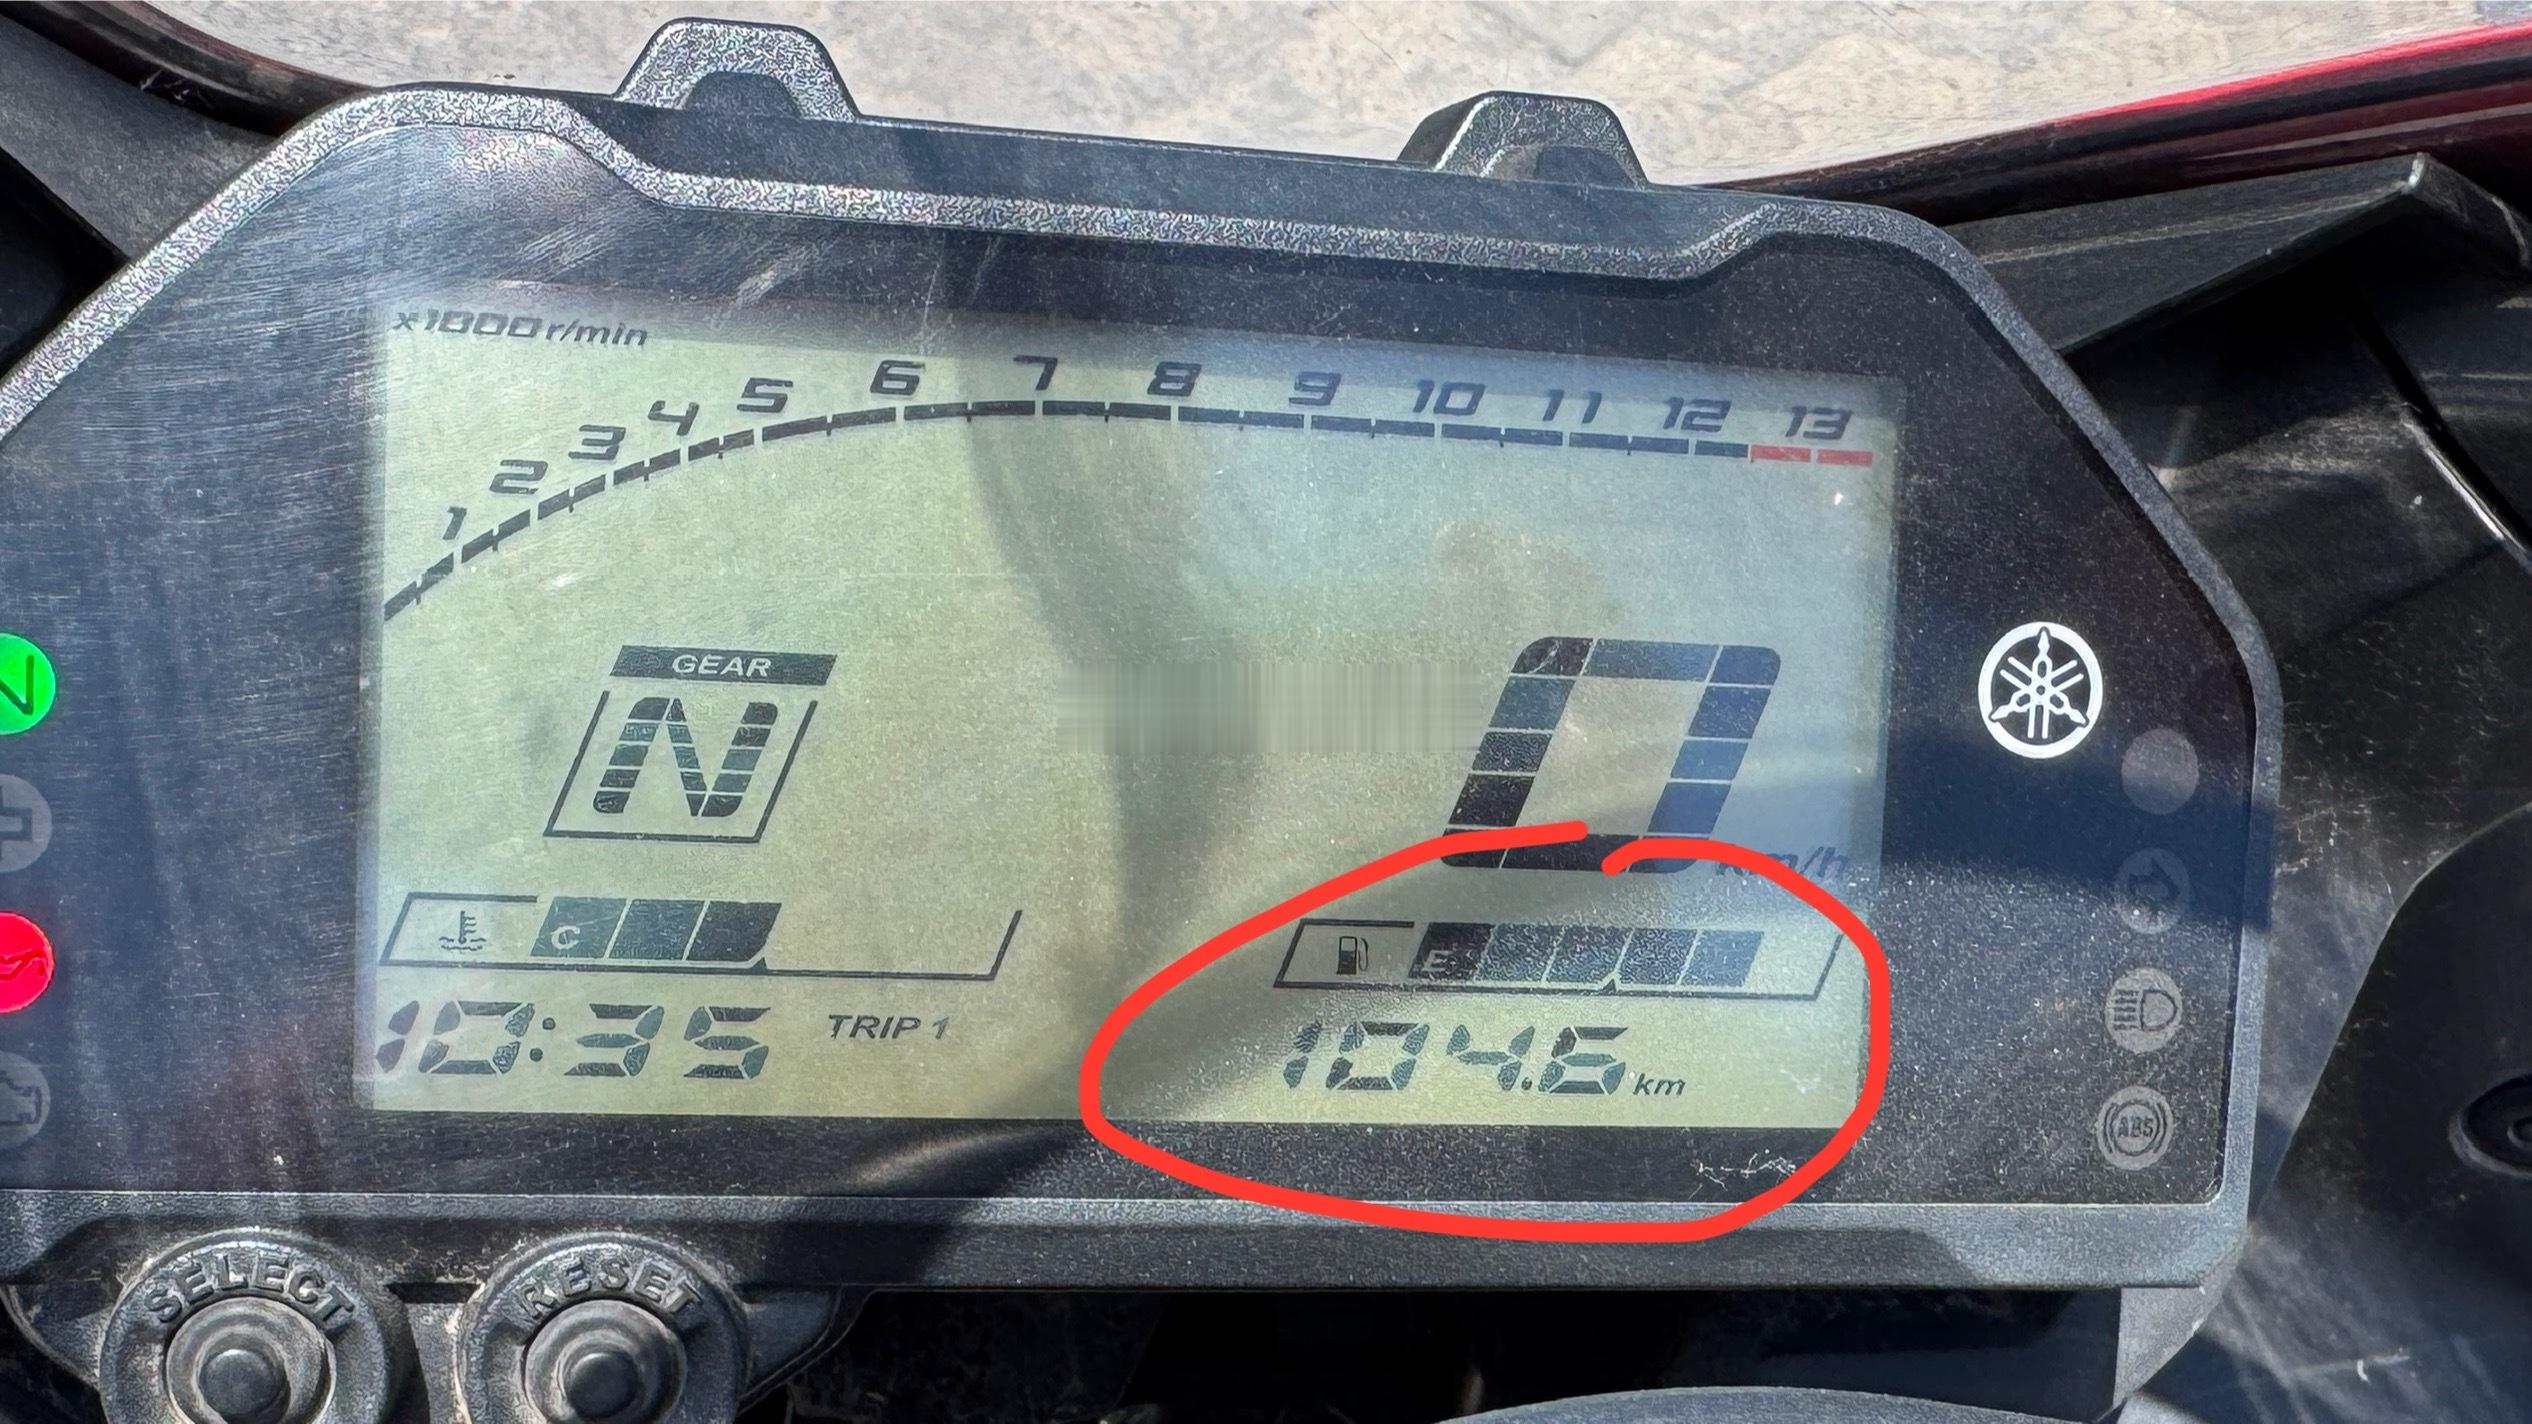 x1000 r/min
1 2 3 4 5 6 7 8 9 10 11 12 13
GEAR
N
0
km/h
C
E
10:35 TRIP 1 104.6 km
N
ABS
SELECT RESET